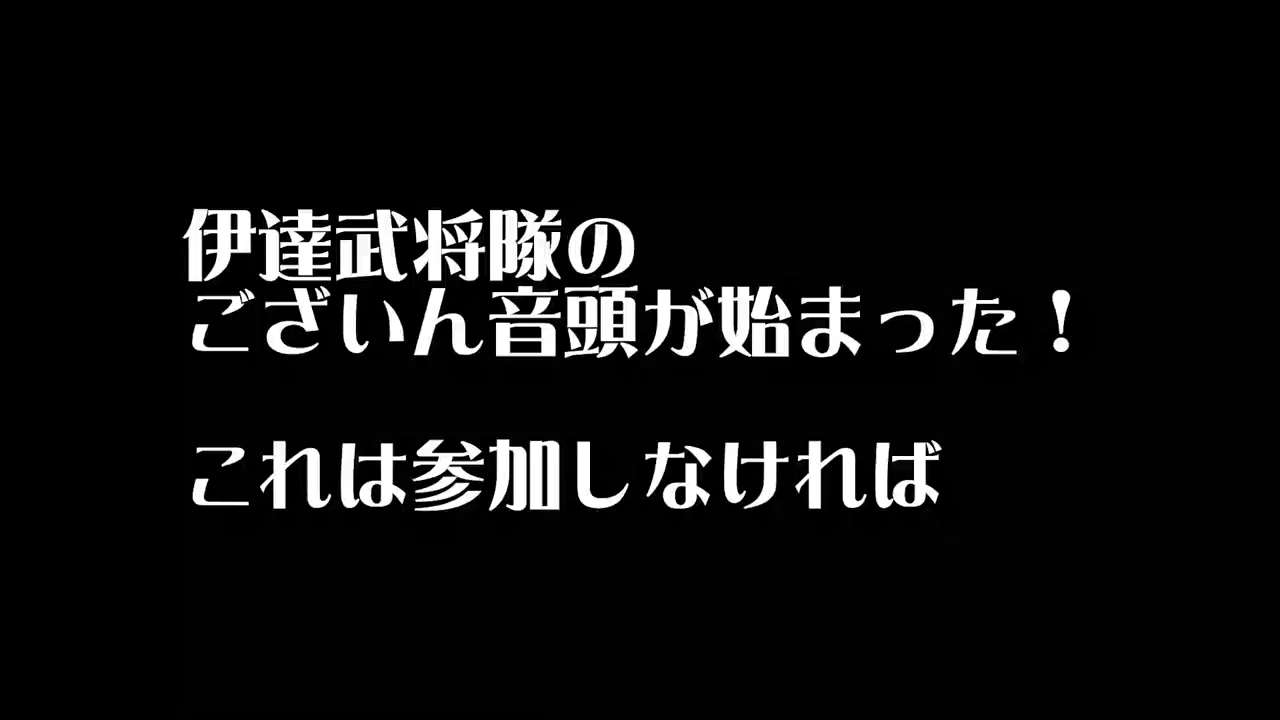 伊達武将隊の
ございん音頭が始まった！
これは参加しなければ